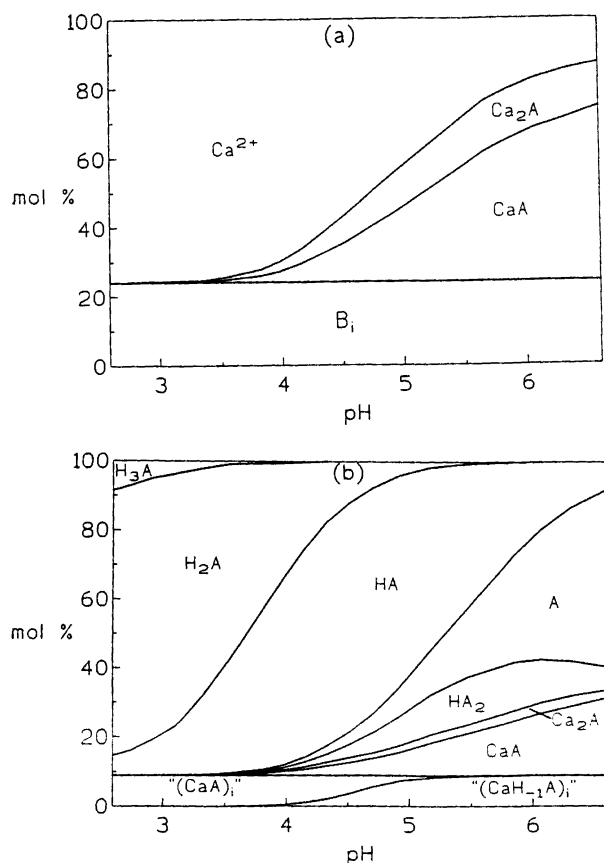 (a)
100
80
60
40
20
0
mol %
Ca²⁺
Ca₂A
CaA
Bᵢ
3 4 5 6
pH
(b)
100
80
60
40
20
0
mol %
H₃A
H₂A
HA
A
HA₂
Ca₂A
CaA
"(CaA)ᵢ"
"(CaH₋₁A)ᵢ"
3 4 5 6
pH